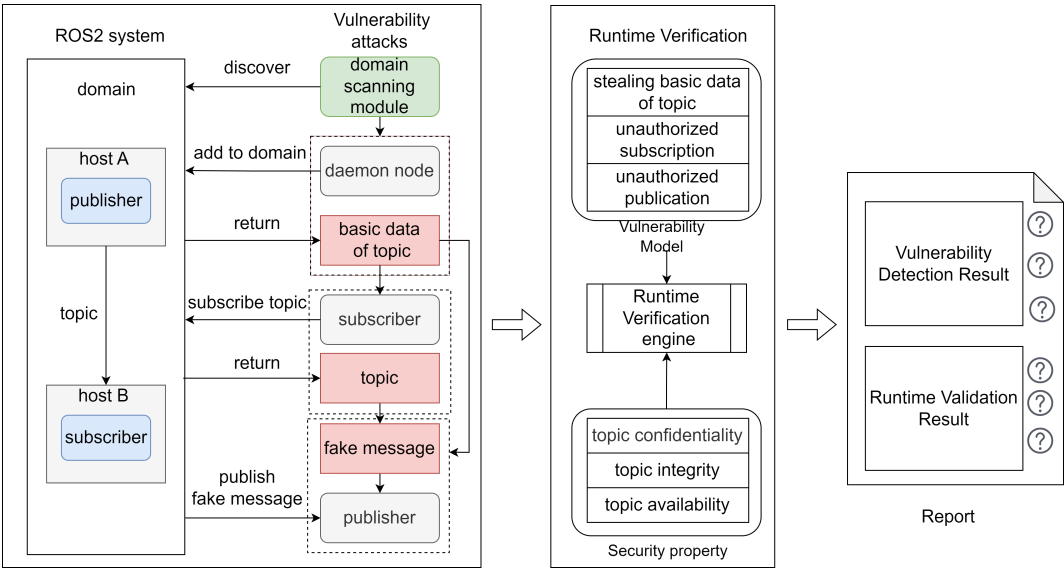 ROS2 system
Vulnerability
attacks
domain
discover
domain
scanning
module
host A
publisher
add to domain
daemon node
return
basic data
of topic
topic
subscribe topic
subscriber
return
topic
host B
subscriber
fake message
publish
fake message
publisher
Runtime Verification
stealing basic data
of topic
unauthorized
subscription
unauthorized
publication
Vulnerability
Model
Runtime
Verification
engine
topic confidentiality
topic integrity
topic availability
Security property
Vulnerability
Detection Result
?
?
?
Runtime Validation
Result
?
?
?
Report